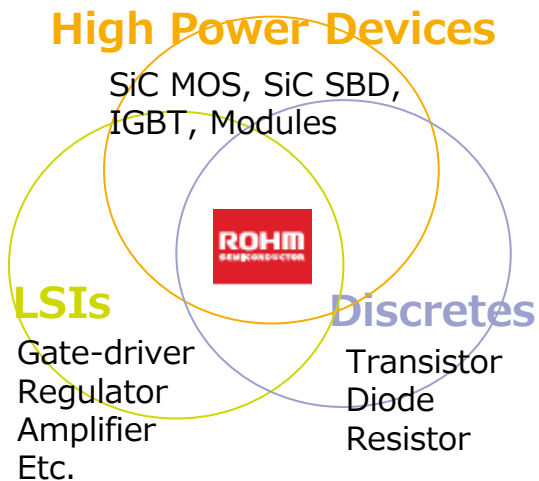 High Power Devices
SiC MOS, SiC SBD,
IGBT, Modules
ROHM
SEMICONDUCTOR
LSIs
Gate-driver
Regulator
Amplifier
Etc.
Discretes
Transistor
Diode
Resistor